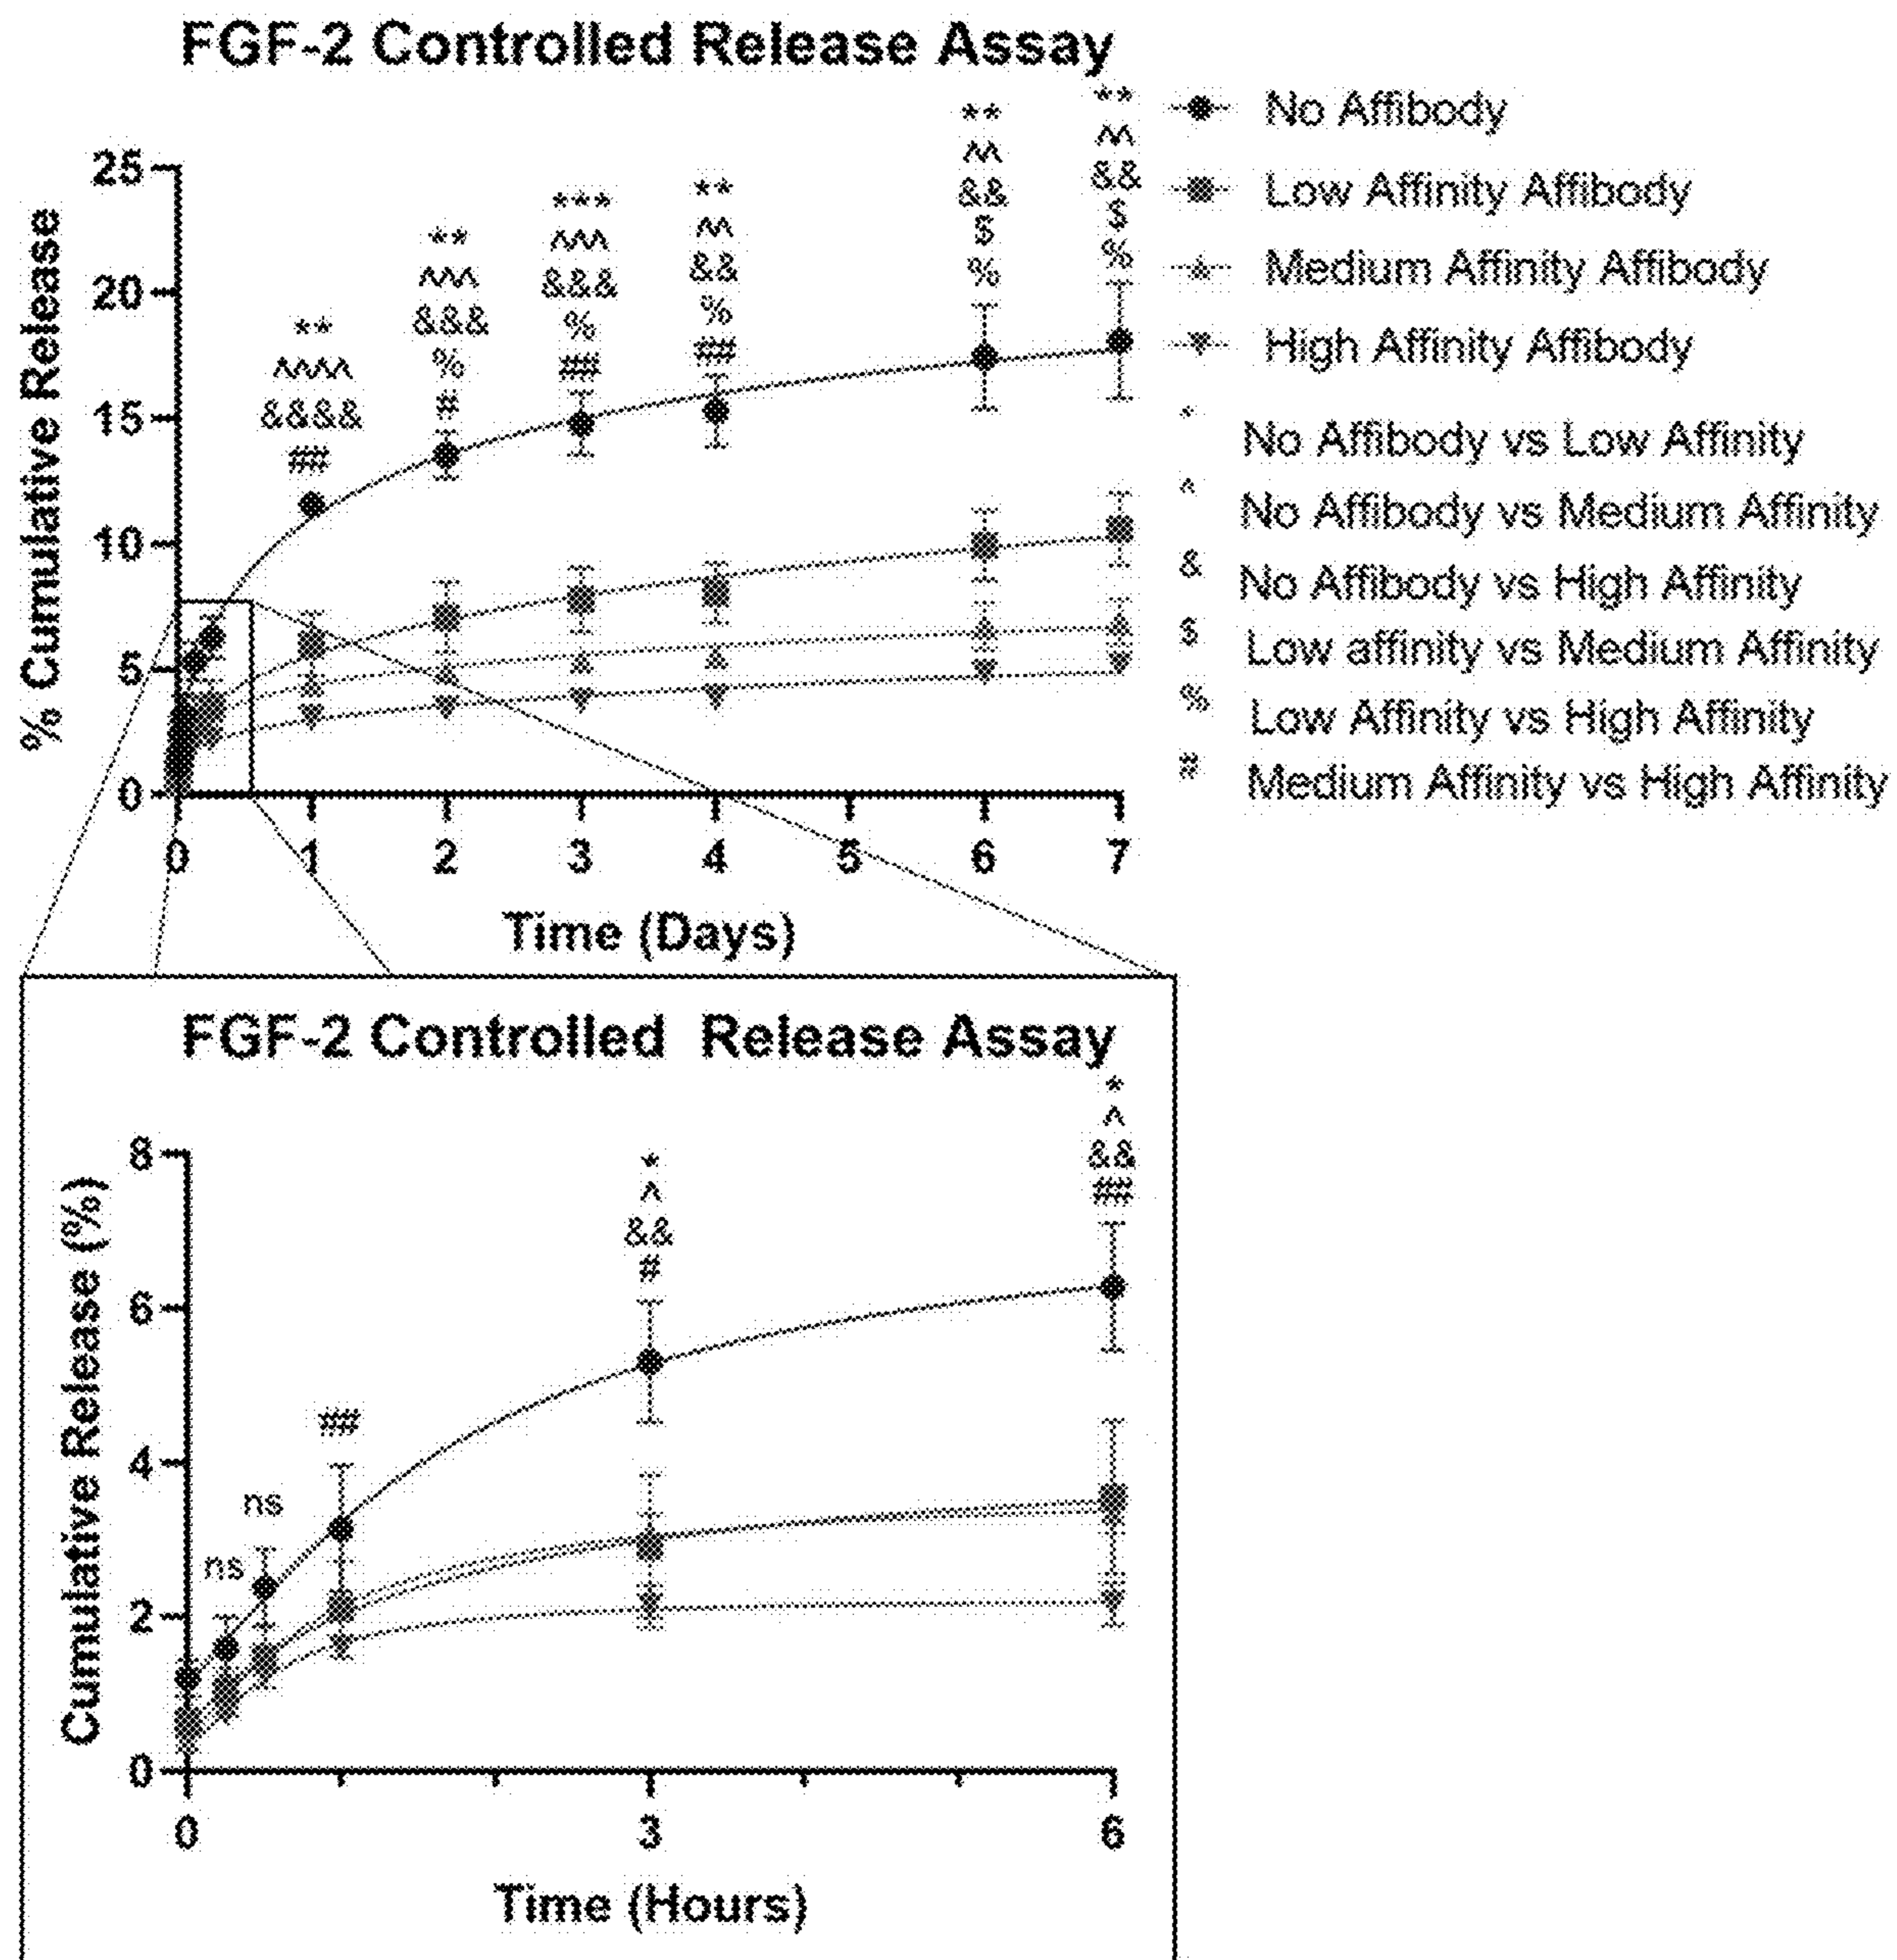 FGF-2 Controlled Release Assay
% Cumulative Release
25
20
15
10
5
0
**
^^^^
&&&&
##
**
^^^
&&&
%
#
***
^^^
&&&
%
##
**
^^
&&
%
##
**
^^
&&
$
%
**
^^
&&
$
%
0 1 2 3 4 5 6 7
Time (Days)
No Affibody
Low Affinity Affibody
Medium Affinity Affibody
High Affinity Affibody
* No Affibody vs Low Affinity
^ No Affibody vs Medium Affinity
& No Affibody vs High Affinity
$ Low affinity vs Medium Affinity
% Low Affinity vs High Affinity
# Medium Affinity vs High Affinity
FGF-2 Controlled Release Assay
Cumulative Release (%)
8
6
4
2
0
ns
ns
##
*
^
&&
#
*
^
&&
##
0 3 6
Time (Hours)